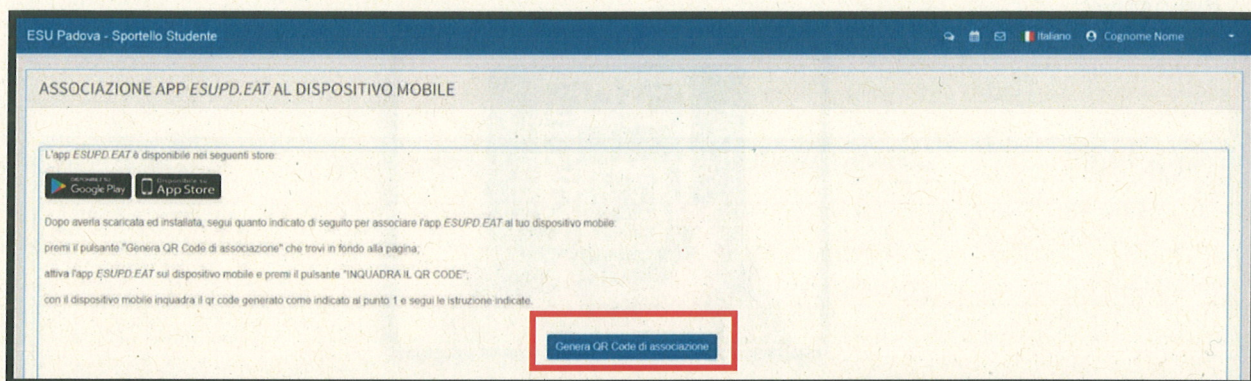 ESU Padova - Sportello Studente
Italiano Cognome Nome
ASSOCIAZIONE APP ESUPD.EAT AL DISPOSITIVO MOBILE
L'app ESUPD.EAT è disponibile nei seguenti store:
Google Play
App Store
Dopo averla scaricata ed installata, segui quanto indicato di seguito per associare l'app ESUPD.EAT al tuo dispositivo mobile:
premi il pulsante "Genera QR Code di associazione" che trovi in fondo alla pagina;
attiva l'app ESUPD.EAT sul dispositivo mobile e premi il pulsante "INQUADRA IL QR CODE";
con il dispositivo mobile inquadra il qr code generato come indicato al punto 1 e segui le istruzione indicate.
Genera QR Code di associazione